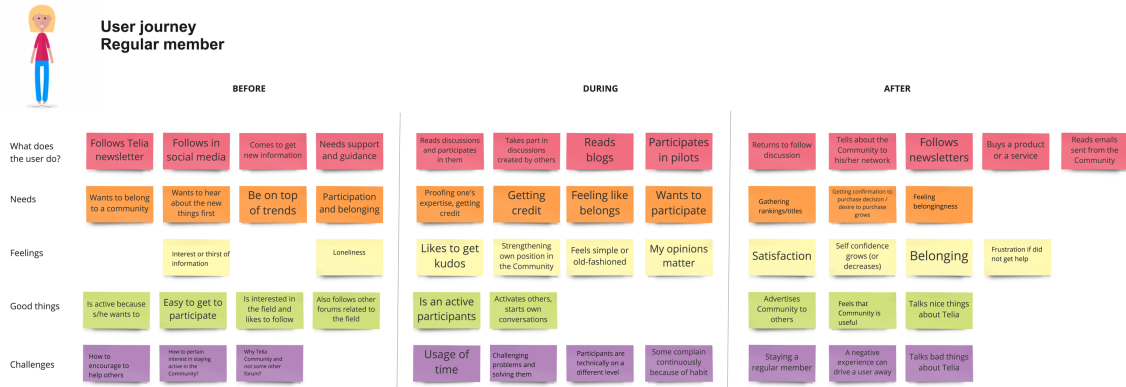 User journey
Regular member
BEFORE
DURING
AFTER
What does
the user do?
Follows Telia
newsletter
Follows in
social media
Comes to get
new information
Needs support
and guidance
Reads discussions
and participates
in them
Takes part in
discussions
created by others
Reads
blogs
Participates
in pilots
Returns to follow
discussion
Tells about the
Community to
his/her network
Follows
newsletters
Buys a product
or a service
Reads emails
sent from the
Community
Needs
Wants to belong
to a community
Wants to hear
about the new
things first
Be on top
of trends
Participation
and belonging
Proofing one's
expertise, getting
credit
Getting
credit
Feeling like
belongs
Wants to
participate
Gathering
rankings/titles
Getting confirmation to
purchase decision /
desire to purchase
grows
Feeling
belongingness
Feelings
Interest or thirst of
information
Loneliness
Likes to get
kudos
Strengthening
own position in
the Community
Feels simple or
old-fashioned
My opinions
matter
Satisfaction
Self confidence
grows (or
decreases)
Belonging
Frustration if did
not get help
Good things
Is active because
s/he wants to
Easy to get to
participate
Is interested in
the field and
likes to follow
Also follows other
forums related to
the field
Is an active
participants
Activates others,
starts own
conversations
Advertises
Community to
others
Feels that
Community is
useful
Talks nice things
about Telia
Challenges
How to
encourage to
help others
How to pertain
interest in staying
active in the
Community?
Why Telia
Community and
not some other
forum?
Usage of
time
Challenging
problems and
solving them
Participants are
technically on a
different level
Some complain
continuously
because of habit
Staying a
regular member
A negative
experience can
drive a user away
Talks bad things
about Telia